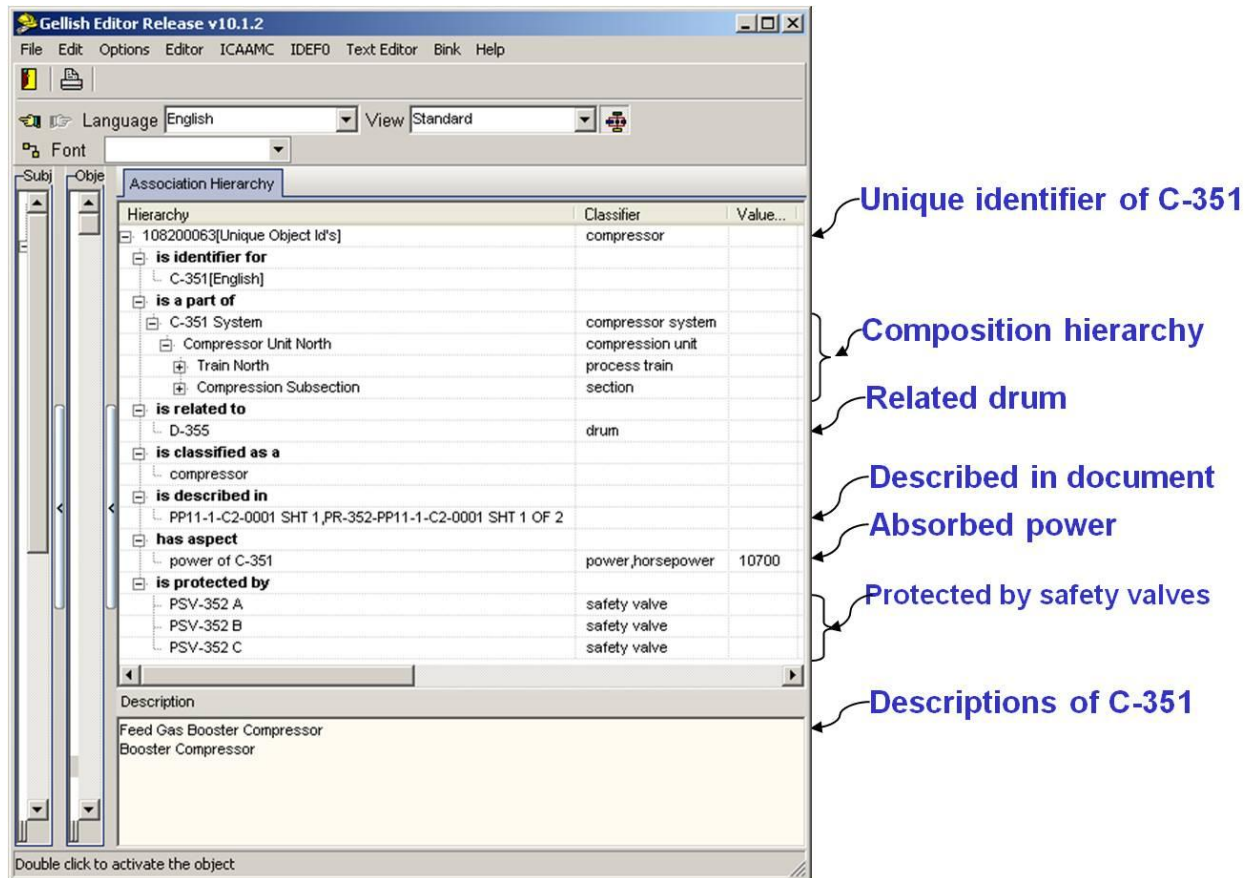 Gellish Editor Release v10.1.2
File Edit Options Editor ICAAMC IDEF0 Text Editor Bink Help
Language English View Standard
Font
Subj Obje Association Hierarchy
Hierarchy Classifier Value...
108200063[Unique Object Id's] compressor
is identifier for
C-351[English]
is a part of
C-351 System compressor system
Compressor Unit North compression unit
Train North process train
Compression Subsection section
is related to
D-355 drum
is classified as a
compressor
is described in
PP11-1-C2-0001 SHT 1,PR-352-PP11-1-C2-0001 SHT 1 OF 2
has aspect
power of C-351 power,horsepower 10700
is protected by
PSV-352 A safety valve
PSV-352 B safety valve
PSV-352 C safety valve
Description
Feed Gas Booster Compressor
Booster Compressor
Double click to activate the object
Unique identifier of C-351
Composition hierarchy
Related drum
Described in document
Absorbed power
Protected by safety valves
Descriptions of C-351